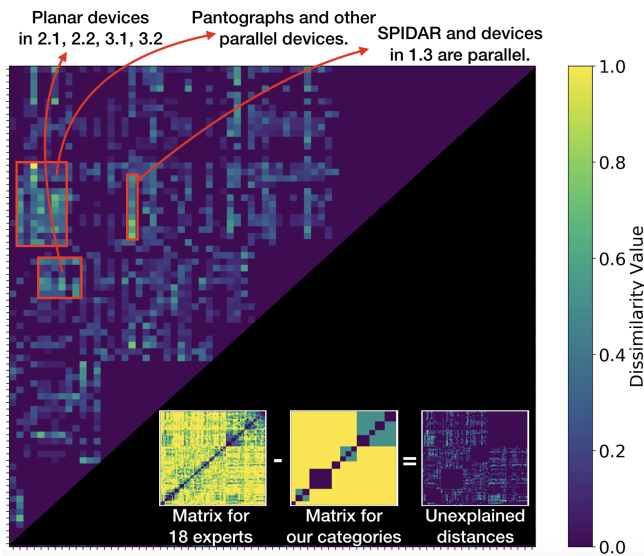 Planar devices
in 2.1, 2.2, 3.1, 3.2
Pantographs and other
parallel devices.
SPIDAR and devices
in 1.3 are parallel.
1.0
0.8
0.6
0.4
0.2
0.0
Dissimilarity Value
-
=
Matrix for
18 experts
Matrix for
our categories
Unexplained
distances